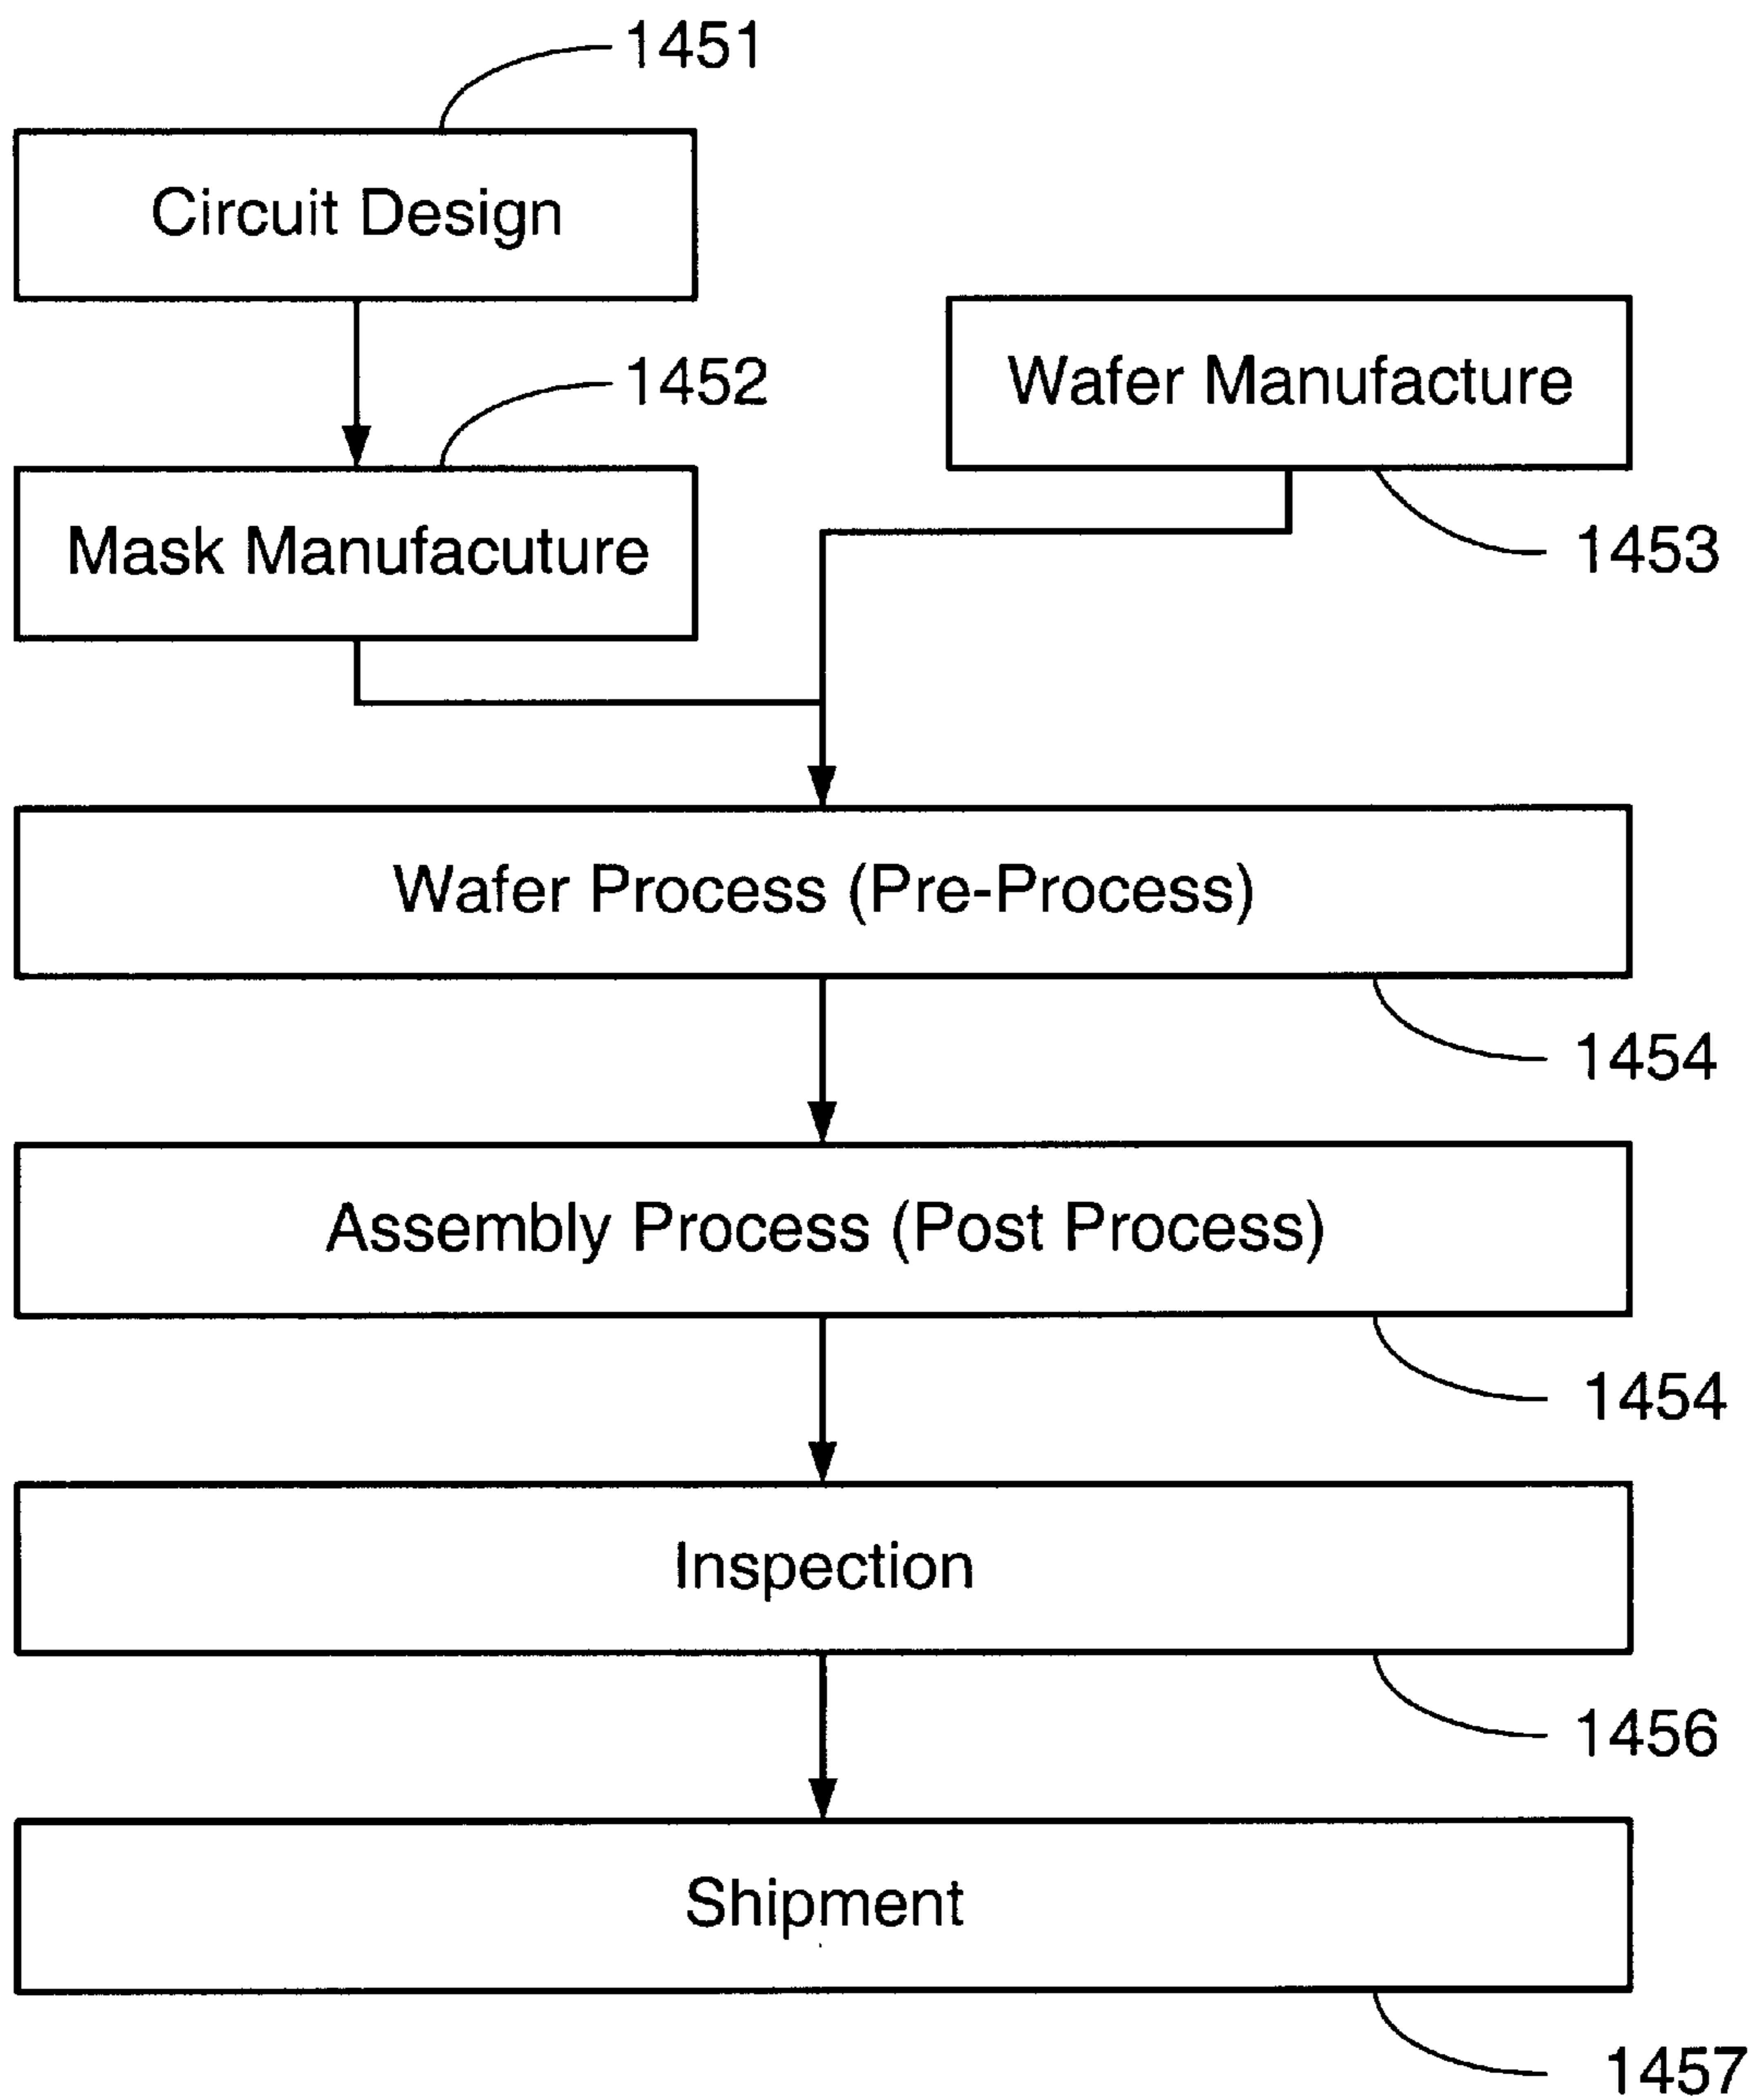 1451
Circuit Design
1452
Wafer Manufacture
Mask Manufacuture
1453
Wafer Process (Pre-Process)
1454
Assembly Process (Post Process)
1454
Inspection
1456
Shipment
1457